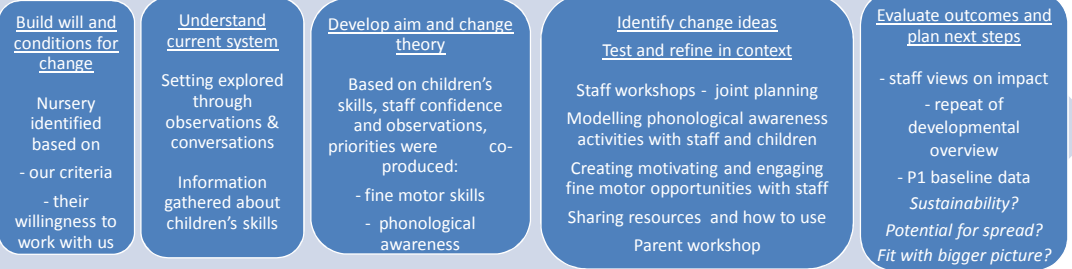 Build will and
conditions for
change
Nursery
identified
based on
- our criteria
- their
willingness to
work with us
Understand
current system
Setting explored
through
observations &
conversations
Information
gathered about
children's skills
Develop aim and change
theory
Based on children's
skills, staff confidence
and observations,
priorities were co-
produced:
- fine motor skills
- phonological
awareness
Identify change ideas
Test and refine in context
Staff workshops - joint planning
Modelling phonological awareness
activities with staff and children
Creating motivating and engaging
fine motor opportunities with staff
Sharing resources and how to use
Parent workshop
Evaluate outcomes and
plan next steps
- staff views on impact
- repeat of
developmental
overview
- P1 baseline data
Sustainability?
Potential for spread?
Fit with bigger picture?